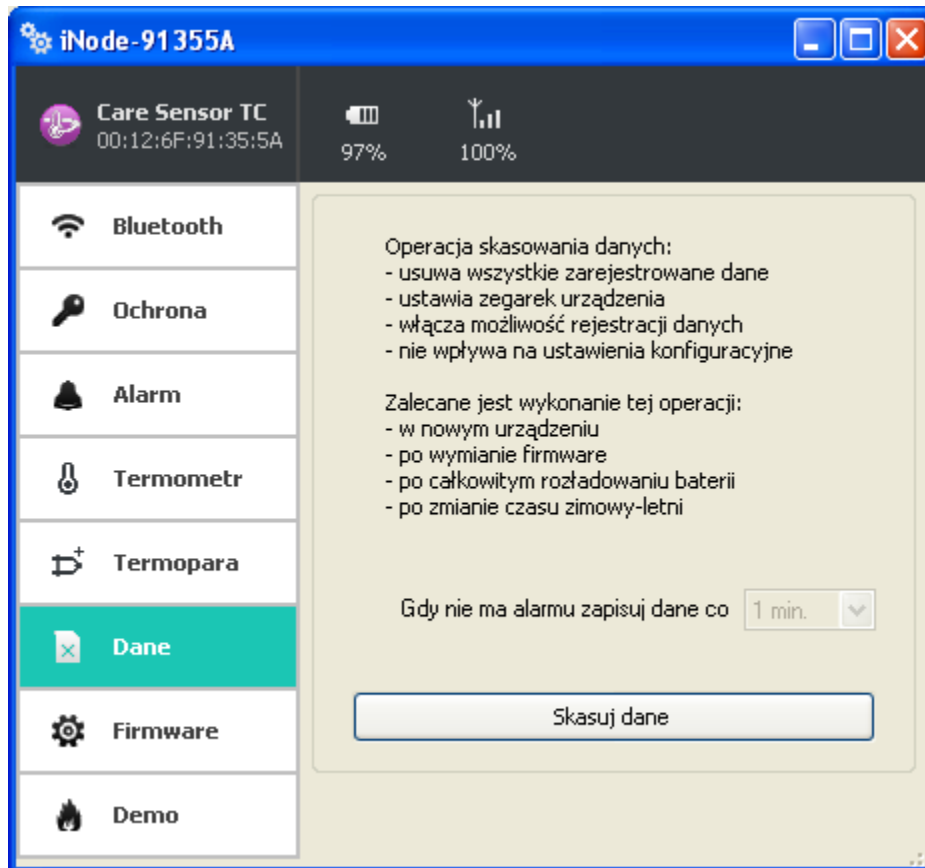 iNode-91355A
Care Sensor TC
00:12:6F:91:35:5A
97%
100%
Bluetooth
Ochrona
Alarm
Termometr
Termopara
Dane
Firmware
Demo
Operacja skasowania danych:
- usuwa wszystkie zarejestrowane dane
- ustawia zegarek urządzenia
- włącza możliwość rejestracji danych
- nie wpływa na ustawienia konfiguracyjne
Zalecane jest wykonanie tej operacji:
- w nowym urządzeniu
- po wymianie firmware
- po całkowitym rozładowaniu baterii
- po zmianie czasu zimowy-letni
Gdy nie ma alarmu zapisuj dane co 1 min.
Skasuj dane